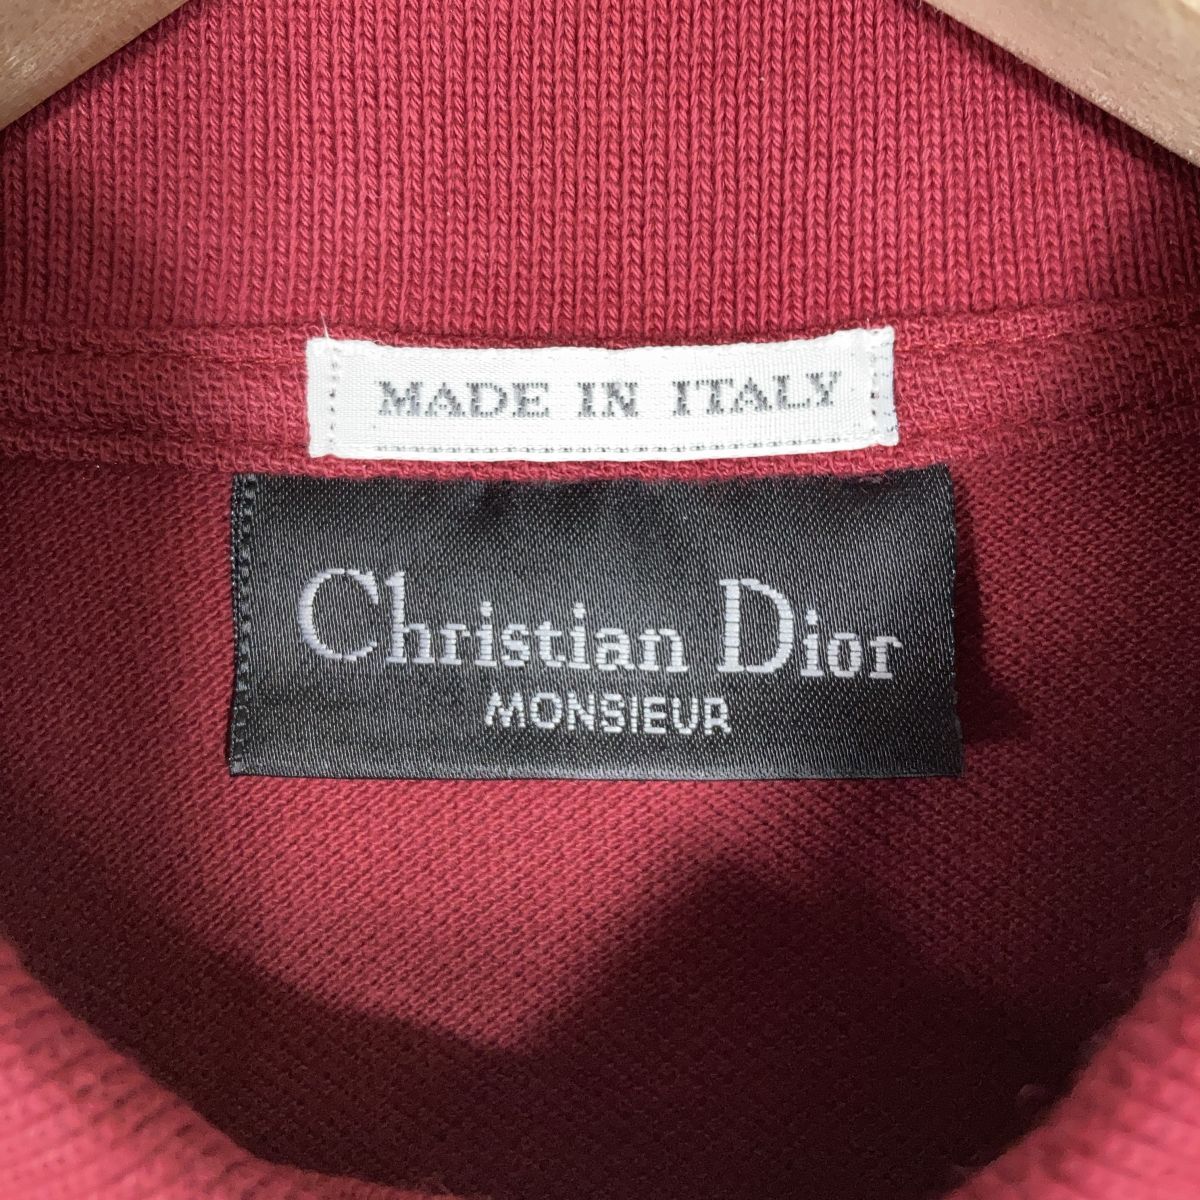 MADE IN ITALY
Christian Dior
MONSIEUR